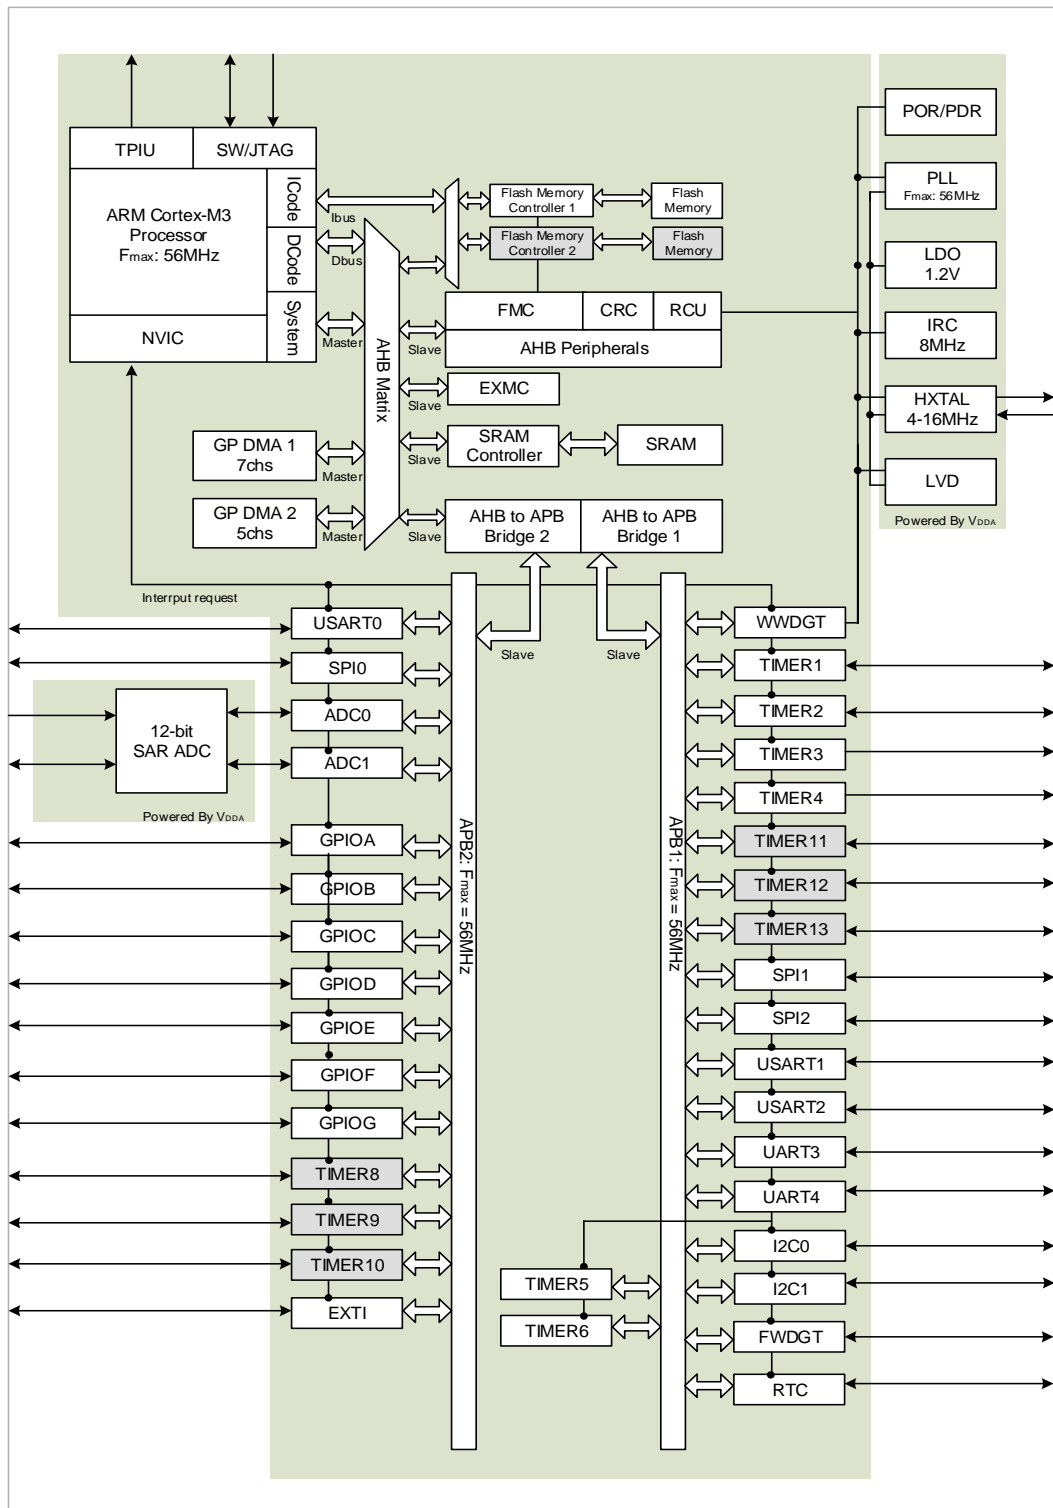 POR/PDR
TPIU
SW/JTAG
ICode
PLL
Fmax: 56MHz
Flash Memory
Controller 1
Flash
Memory
ARM Cortex-M3
Processor
Fmax: 56MHz
Ibus
DCode
Flash Memory
Controller 2
Flash
Memory
Dbus
LDO
1.2V
System
FMC
CRC
RCU
IRC
8MHz
NVIC
Master
Slave
AHB Peripherals
AHB Matrix
EXMC
Slave
HXTAL
4-16MHz
GP DMA 1
7chs
Master
Slave
SRAM
Controller
SRAM
LVD
GP DMA 2
5chs
Master
Slave
AHB to APB
Bridge 2
AHB to APB
Bridge 1
Powered By VDDA
Interrput request
USART0
WWDGT
Slave
Slave
SPI0
TIMER1
12-bit
SAR ADC
ADC0
TIMER2
ADC1
TIMER3
Powered By VDDA
TIMER4
APB2: Fmax = 56MHz
APB1: Fmax = 56MHz
GPIOA
TIMER11
GPIOB
TIMER12
GPIOC
TIMER13
GPIOD
SPI1
GPIOE
SPI2
GPIOF
USART1
GPIOG
USART2
TIMER8
UART3
TIMER9
UART4
TIMER10
I2C0
TIMER5
I2C1
EXTI
TIMER6
FWDGT
RTC